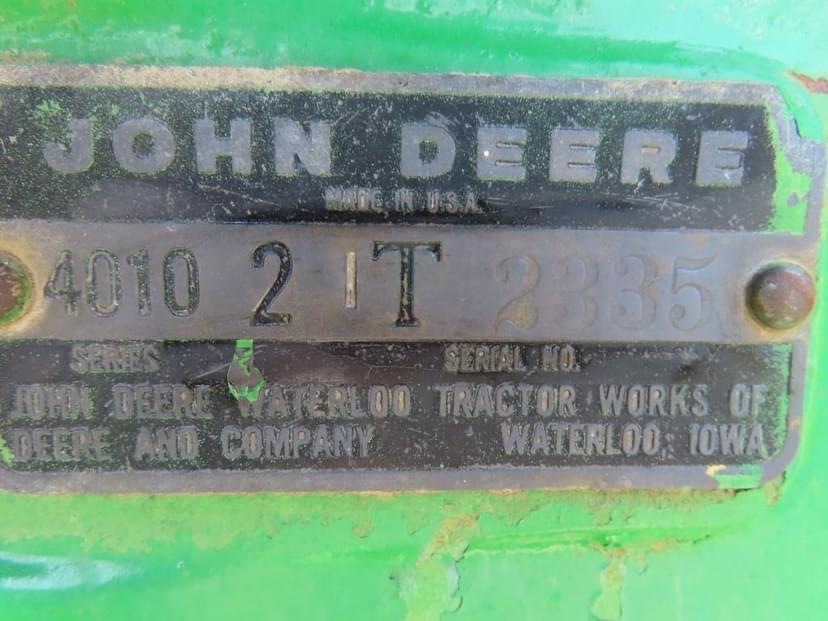 JOHN DEERE
MADE IN U.S.A.
4010 2 1T 2335
SERIES SERIAL NO.
JOHN DEERE WATERLOO TRACTOR WORKS OF
DEERE AND COMPANY WATERLOO, IOWA